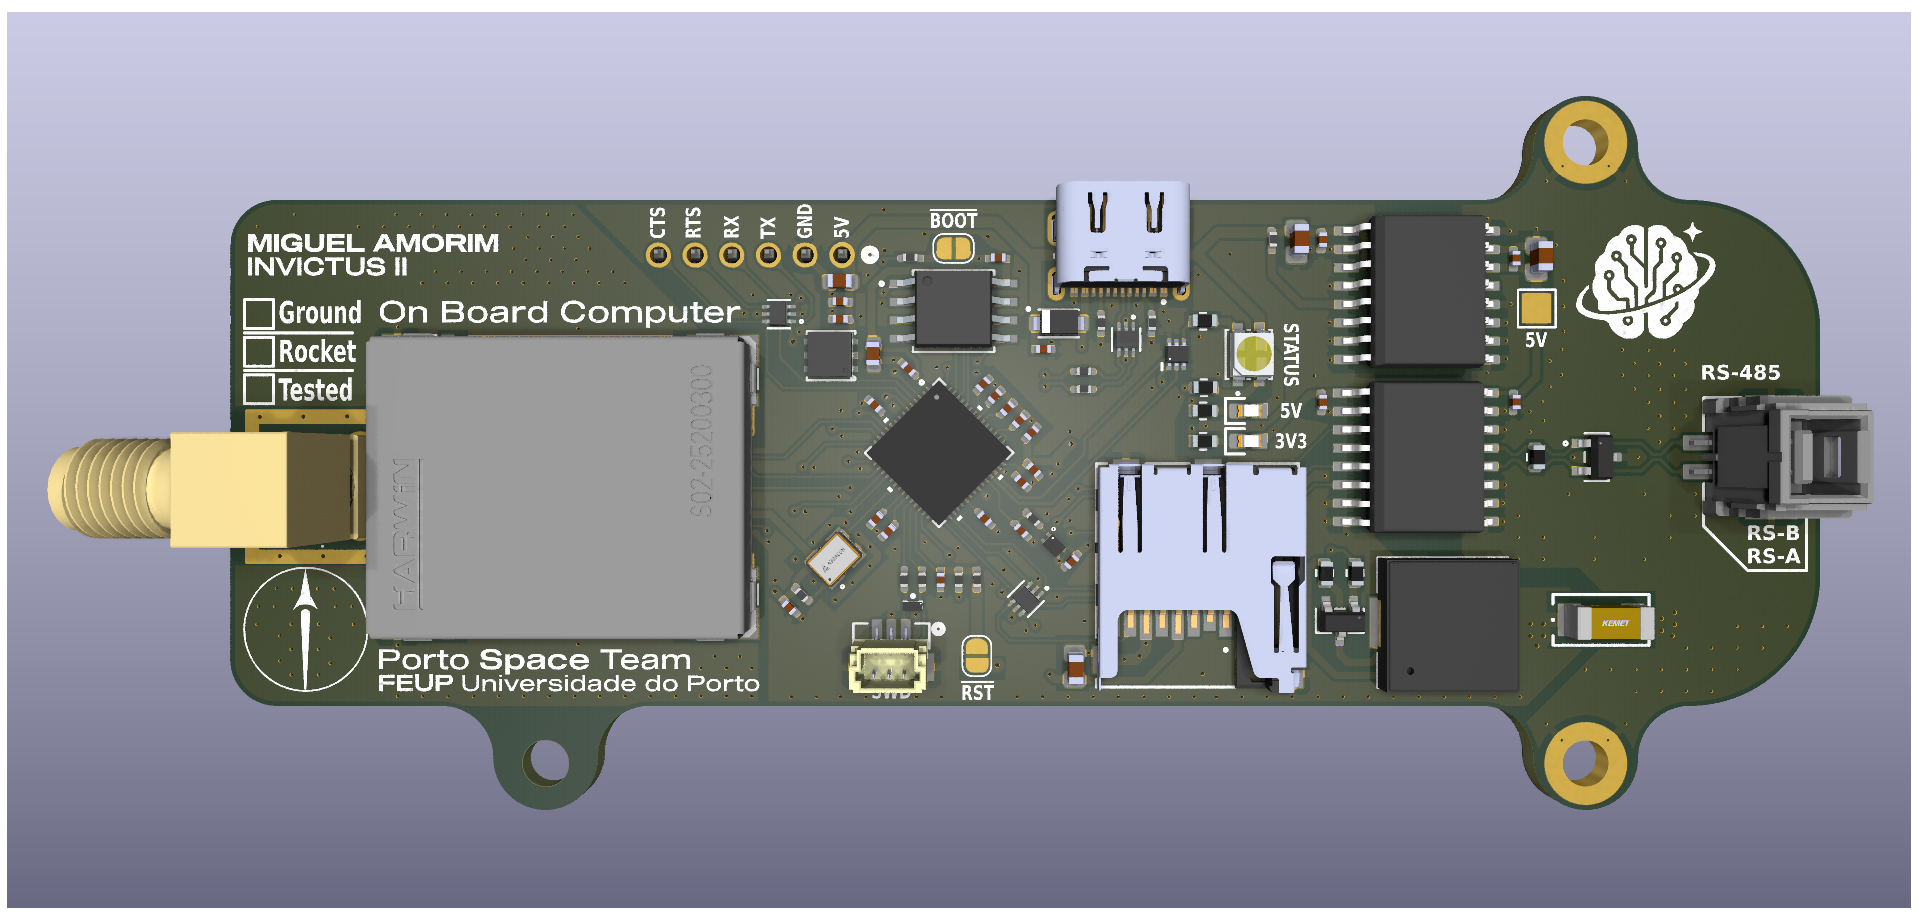 MIGUEL AMORIM
INVICTUS II
Ground
Rocket
Tested
On Board Computer
CTS
RTS
RX
TX
GND
5V
BOOT
STATUS
5V
3V3
5V
RS-485
RS-B
RS-A
HARWIN
S02-2520300
KEMET
Porto Space Team
FEUP Universidade do Porto
SWD
RST